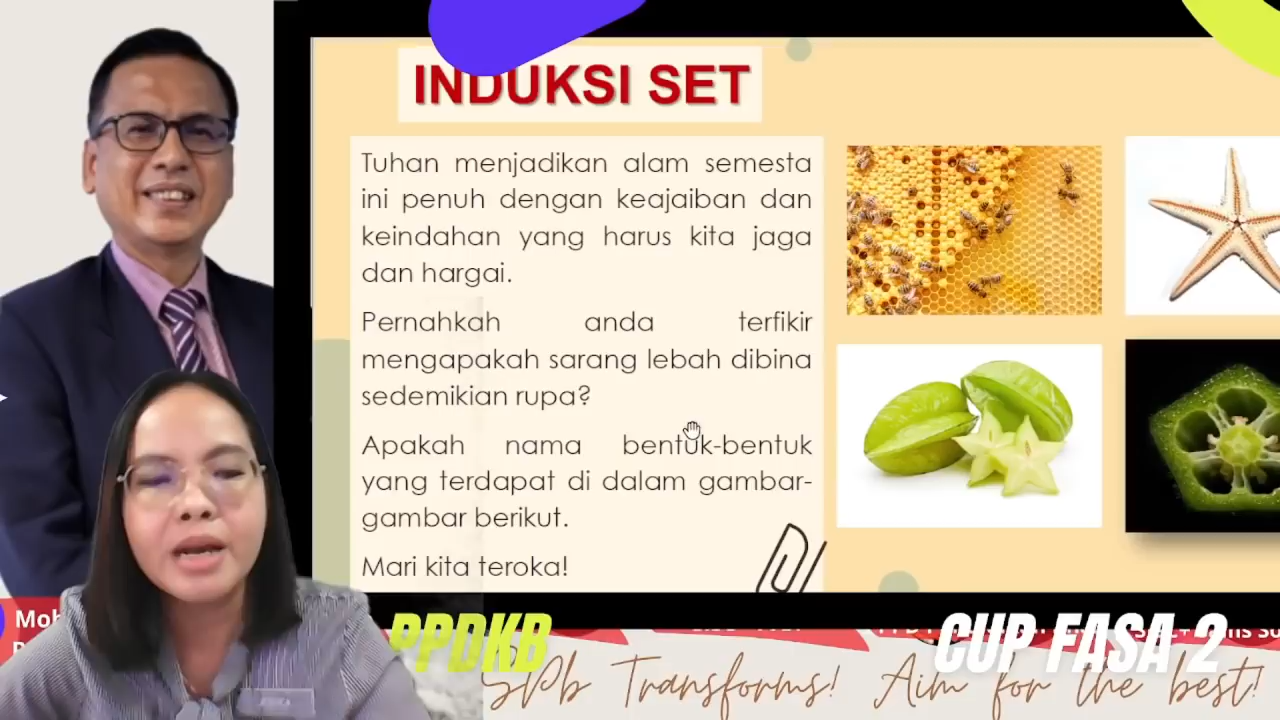 INDUKSI SET
Tuhan menjadikan alam semesta
ini penuh dengan keajaiban dan
keindahan yang harus kita jaga
dan hargai.
Pernahkah anda terfikir
mengapakah sarang lebah dibina
sedemikian rupa?
Apakah nama bentuk-bentuk
yang terdapat di dalam gambar-
gambar berikut.
Mari kita teroka!
Moh
PPDKB
CUP FASA 2
SPb Transforms! Aim for the best!